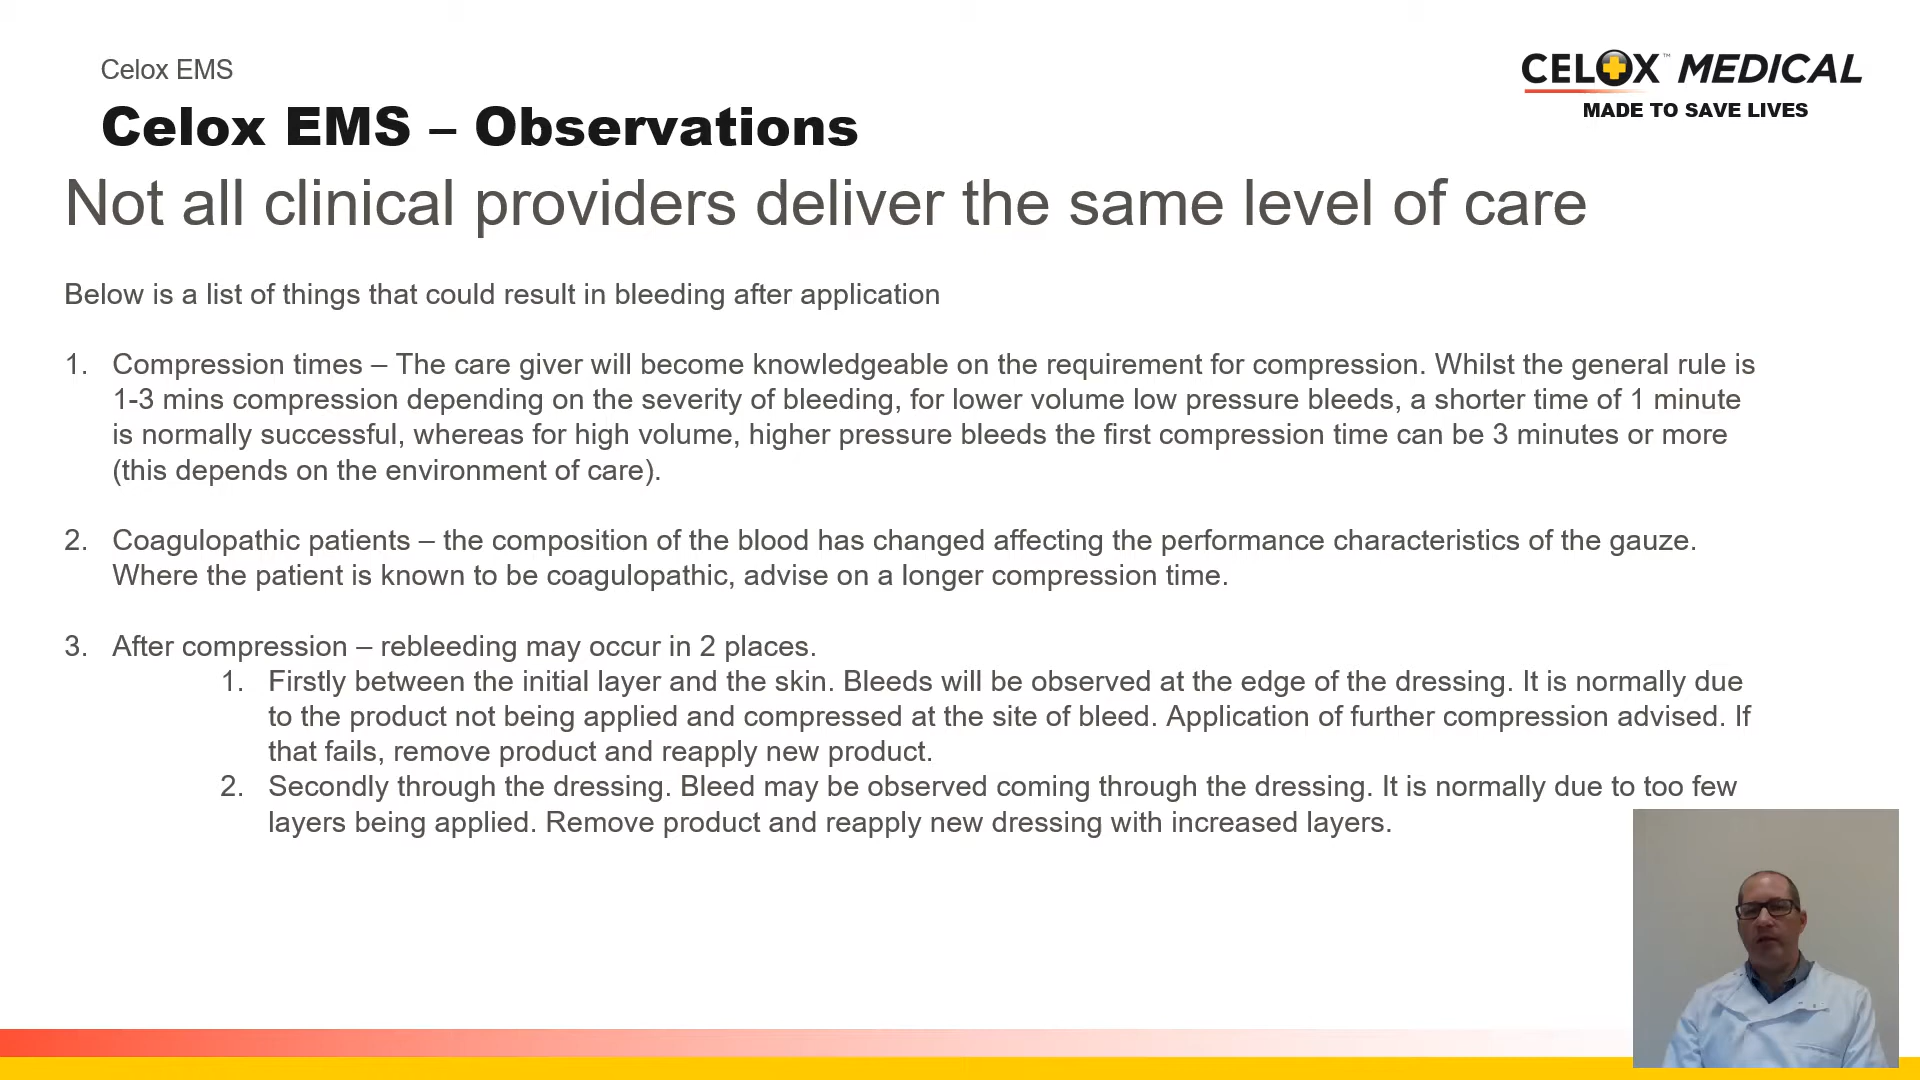 Celox EMS
CELOX™ MEDICAL
MADE TO SAVE LIVES
Celox EMS – Observations
Not all clinical providers deliver the same level of care
Below is a list of things that could result in bleeding after application
1. Compression times – The care giver will become knowledgeable on the requirement for compression. Whilst the general rule is
1-3 mins compression depending on the severity of bleeding, for lower volume low pressure bleeds, a shorter time of 1 minute
is normally successful, whereas for high volume, higher pressure bleeds the first compression time can be 3 minutes or more
(this depends on the environment of care).
2. Coagulopathic patients – the composition of the blood has changed affecting the performance characteristics of the gauze.
Where the patient is known to be coagulopathic, advise on a longer compression time.
3. After compression – rebleeding may occur in 2 places.
1. Firstly between the initial layer and the skin. Bleeds will be observed at the edge of the dressing. It is normally due
to the product not being applied and compressed at the site of bleed. Application of further compression advised. If
that fails, remove product and reapply new product.
2. Secondly through the dressing. Bleed may be observed coming through the dressing. It is normally due to too few
layers being applied. Remove product and reapply new dressing with increased layers.